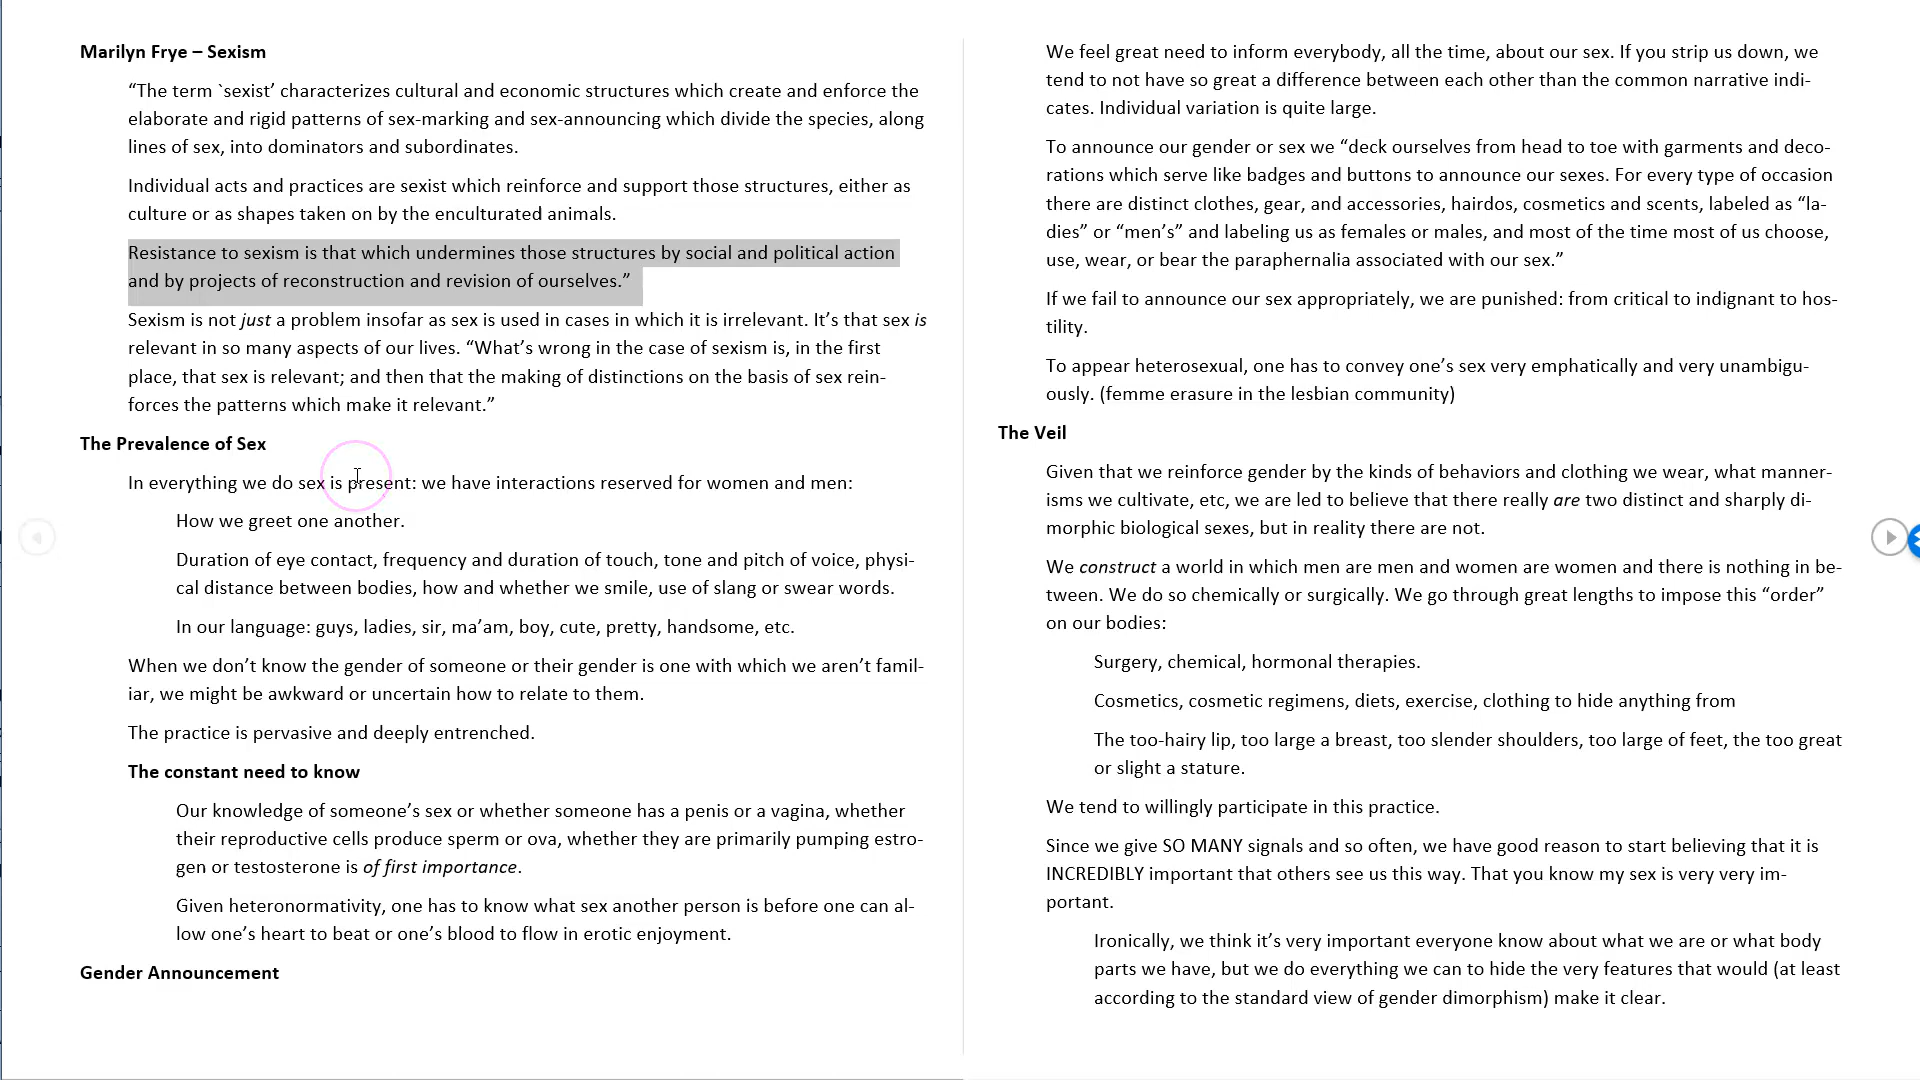 Marilyn Frye – Sexism
“The term `sexist’ characterizes cultural and economic structures which create and enforce the
elaborate and rigid patterns of sex-marking and sex-announcing which divide the species, along
lines of sex, into dominators and subordinates.
Individual acts and practices are sexist which reinforce and support those structures, either as
culture or as shapes taken on by the enculturated animals.
Resistance to sexism is that which undermines those structures by social and political action
and by projects of reconstruction and revision of ourselves.”
Sexism is not just a problem insofar as sex is used in cases in which it is irrelevant. It’s that sex is
relevant in so many aspects of our lives. “What’s wrong in the case of sexism is, in the first
place, that sex is relevant; and then that the making of distinctions on the basis of sex rein-
forces the patterns which make it relevant.”
The Prevalence of Sex
In everything we do sex is present: we have interactions reserved for women and men:
How we greet one another.
Duration of eye contact, frequency and duration of touch, tone and pitch of voice, physi-
cal distance between bodies, how and whether we smile, use of slang or swear words.
In our language: guys, ladies, sir, ma’am, boy, cute, pretty, handsome, etc.
When we don’t know the gender of someone or their gender is one with which we aren’t famil-
iar, we might be awkward or uncertain how to relate to them.
The practice is pervasive and deeply entrenched.
The constant need to know
Our knowledge of someone’s sex or whether someone has a penis or a vagina, whether
their reproductive cells produce sperm or ova, whether they are primarily pumping estro-
gen or testosterone is of first importance.
Given heteronormativity, one has to know what sex another person is before one can al-
low one’s heart to beat or one’s blood to flow in erotic enjoyment.
Gender Announcement
We feel great need to inform everybody, all the time, about our sex. If you strip us down, we
tend to not have so great a difference between each other than the common narrative indi-
cates. Individual variation is quite large.
To announce our gender or sex we “deck ourselves from head to toe with garments and deco-
rations which serve like badges and buttons to announce our sexes. For every type of occasion
there are distinct clothes, gear, and accessories, hairdos, cosmetics and scents, labeled as “la-
dies” or “men’s” and labeling us as females or males, and most of the time most of us choose,
use, wear, or bear the paraphernalia associated with our sex.”
If we fail to announce our sex appropriately, we are punished: from critical to indignant to hos-
tility.
To appear heterosexual, one has to convey one’s sex very emphatically and very unambigu-
ously. (femme erasure in the lesbian community)
The Veil
Given that we reinforce gender by the kinds of behaviors and clothing we wear, what manner-
isms we cultivate, etc, we are led to believe that there really are two distinct and sharply di-
morphic biological sexes, but in reality there are not.
We construct a world in which men are men and women are women and there is nothing in be-
tween. We do so chemically or surgically. We go through great lengths to impose this “order”
on our bodies:
Surgery, chemical, hormonal therapies.
Cosmetics, cosmetic regimens, diets, exercise, clothing to hide anything from
The too-hairy lip, too large a breast, too slender shoulders, too large of feet, the too great
or slight a stature.
We tend to willingly participate in this practice.
Since we give SO MANY signals and so often, we have good reason to start believing that it is
INCREDIBLY important that others see us this way. That you know my sex is very very im-
portant.
Ironically, we think it’s very important everyone know about what we are or what body
parts we have, but we do everything we can to hide the very features that would (at least
according to the standard view of gender dimorphism) make it clear.